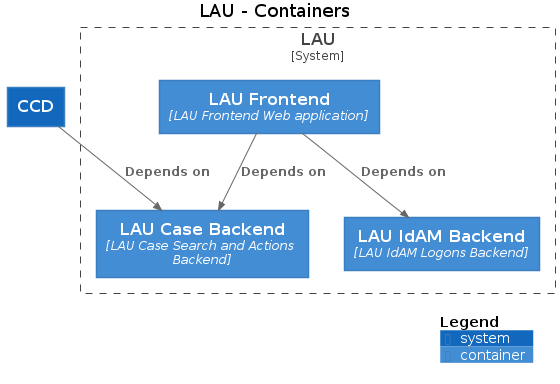 LAU - Containers
LAU
[System]
CCD
LAU Frontend
[LAU Frontend Web application]
Depends on
Depends on
Depends on
LAU Case Backend
[LAU Case Search and Actions
Backend]
LAU IdAM Backend
[LAU IdAM Logons Backend]
Legend
system
container